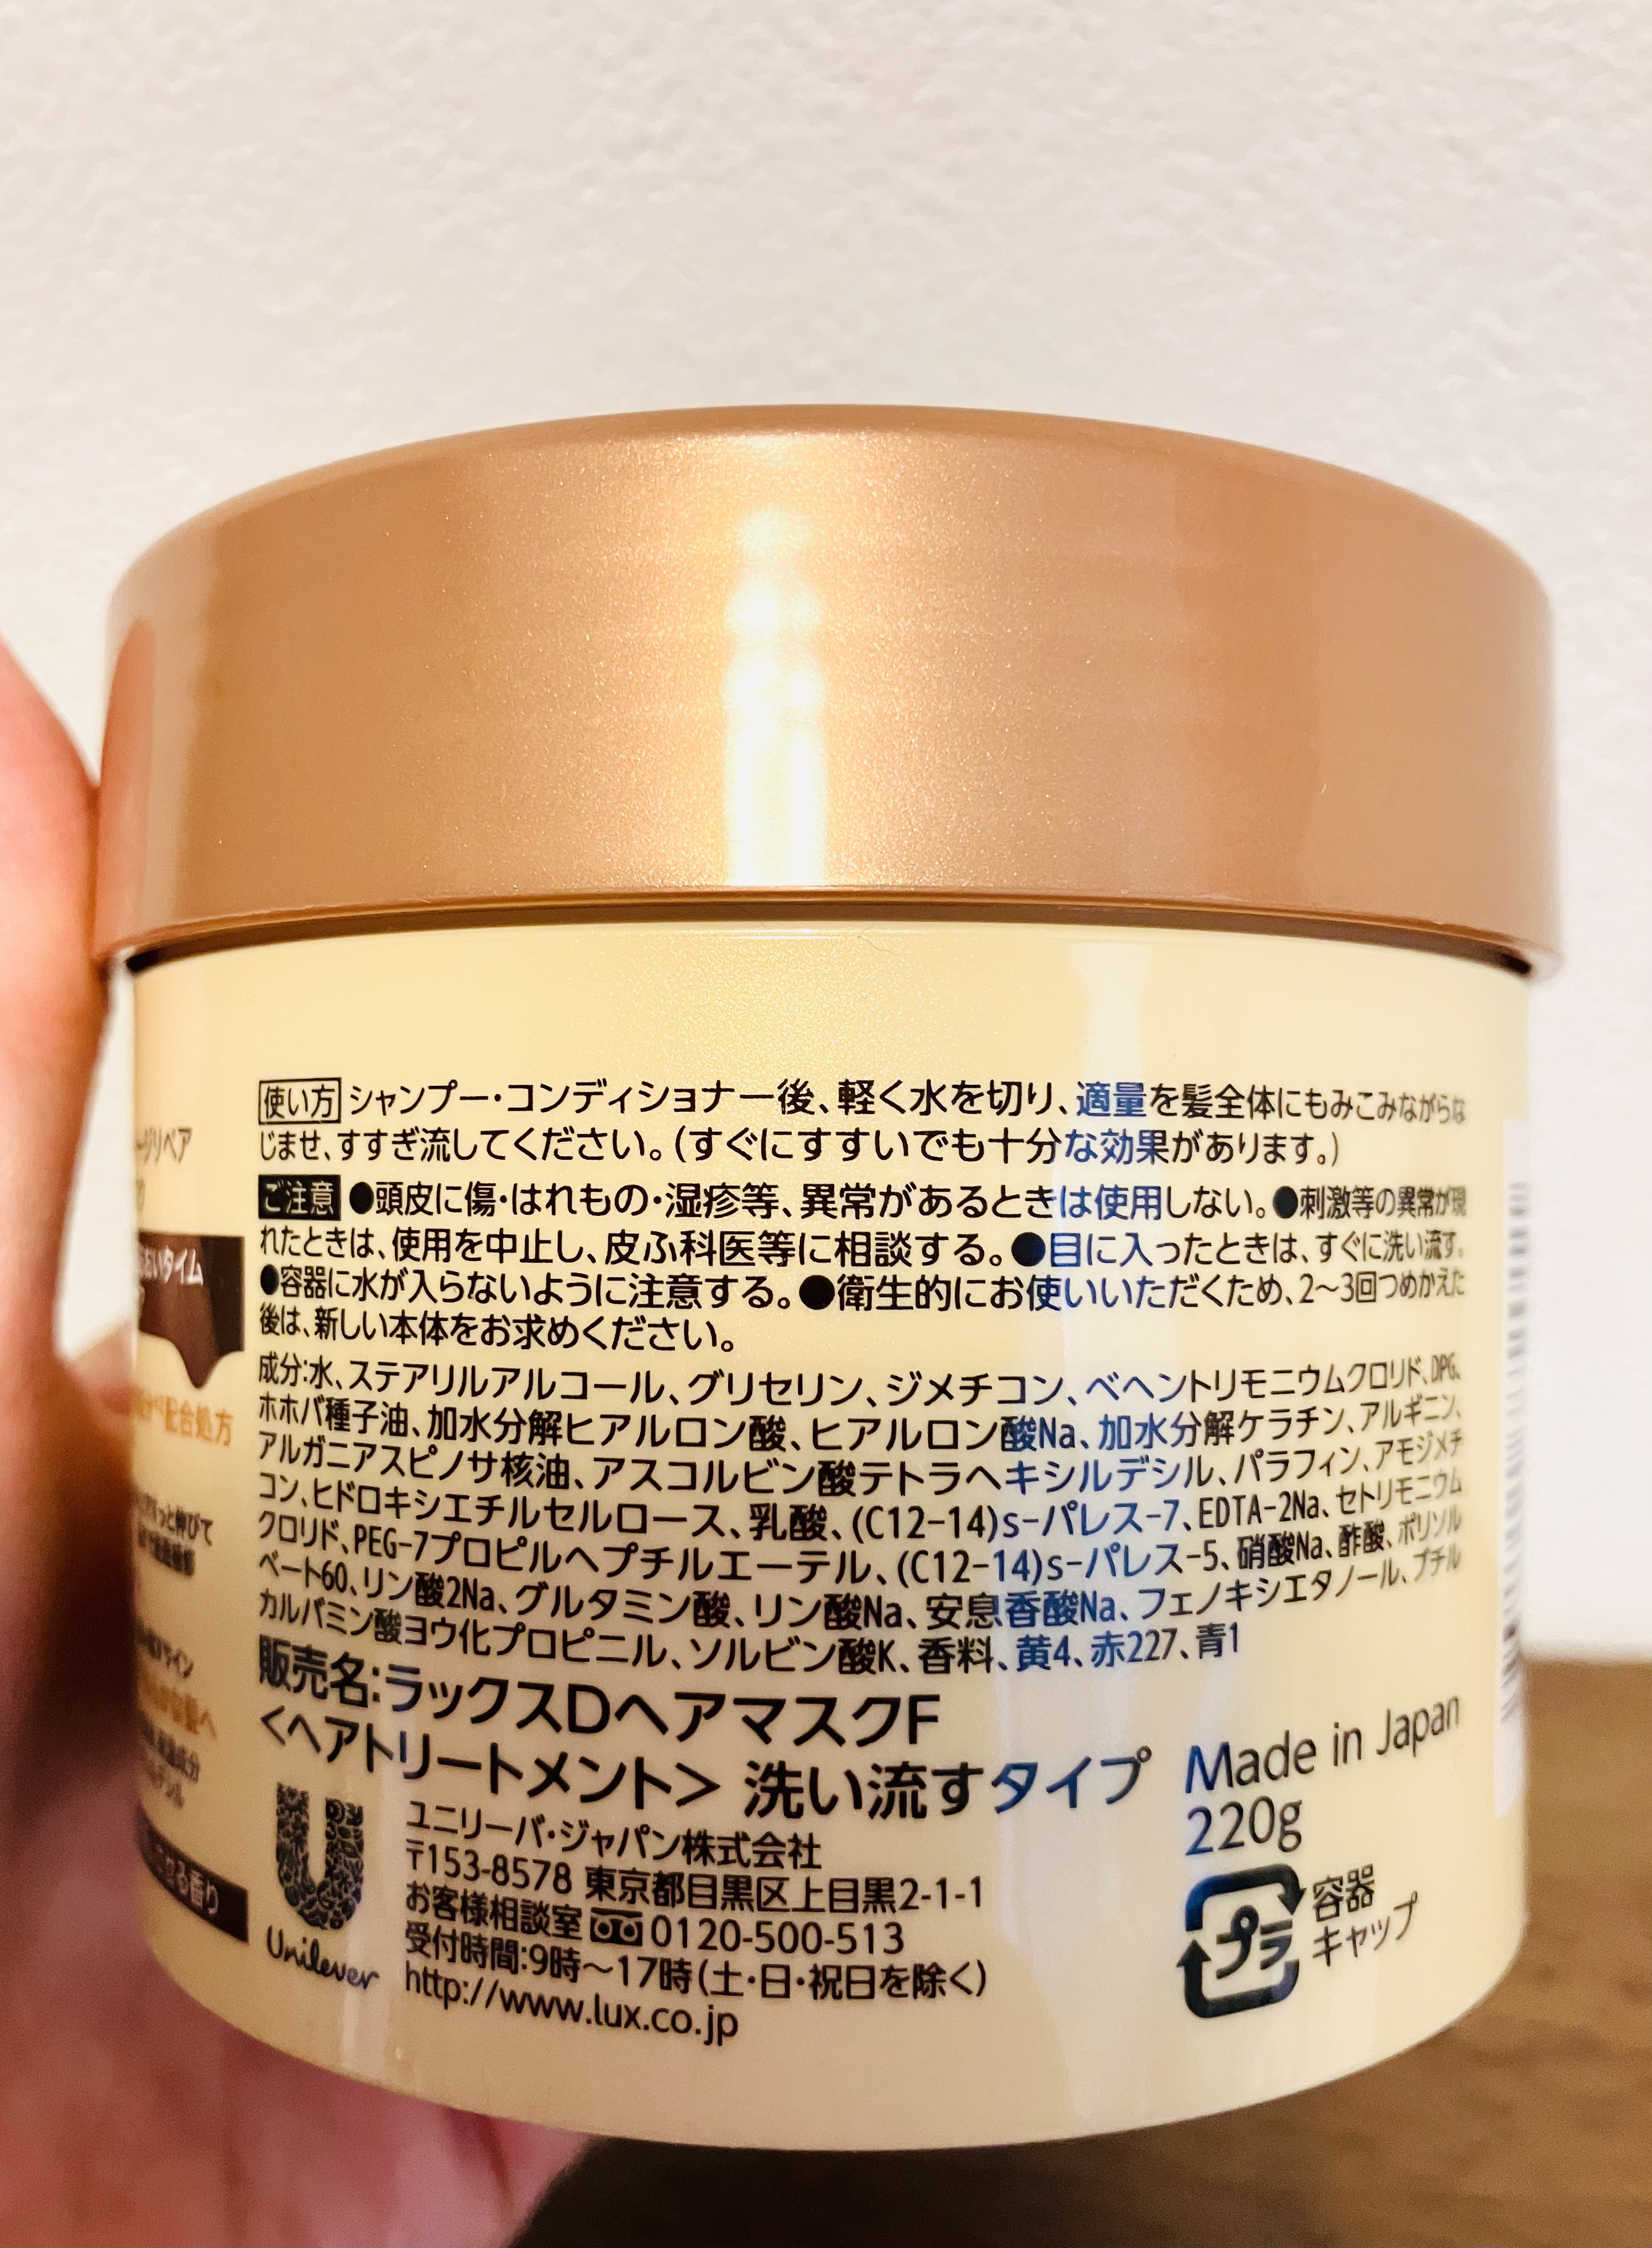 使い方 シャンプー・コンディショナー後、軽く水を切り、適量を髪全体にもみこみながらな
じませ、すすぎ流してください。(すぐにすすいでも十分な効果があります。)
ご注意 ●頭皮に傷・はれもの・湿疹等、異常があるときは使用しない。●刺激等の異常が現
れたときは、使用を中止し、皮ふ科医等に相談する。●目に入ったときは、すぐに洗い流す。
●容器に水が入らないように注意する。●衛生的にお使いいただくため、2〜3回つめかえた
後は、新しい本体をお求めください。
成分:水、ステアリルアルコール、グリセリン、ジメチコン、ベヘントリモニウムクロリド、DPG、
ホホバ種子油、加水分解ヒアルロン酸、ヒアルロン酸Na、加水分解ケラチン、アルギニン、
アルガニアスピノサ核油、アスコルビン酸テトラヘキシルデシル、パラフィン、アモジメチ
コン、ヒドロキシエチルセルロース、乳酸、(C12-14)s-パレス-7、EDTA-2Na、セトリモニウム
クロリド、PEG-7プロピルヘプチルエーテル、(C12-14)s-パレス-5、硝酸Na、酢酸、ポリソル
ベート60、リン酸2Na、グルタミン酸、リン酸Na、安息香酸Na、フェノキシエタノール、ブチル
カルバミン酸ヨウ化プロピニル、ソルビン酸K、香料、黄4、赤227、青1
販売名:ラックスDヘアマスクF
<ヘアトリートメント> 洗い流すタイプ
Made in Japan
220g
プラ
容器
キャップ
Unilever
ユニリーバ・ジャパン株式会社
〒153-8578 東京都目黒区上目黒2-1-1
お客様相談室 0120-500-513
受付時間:9時〜17時(土・日・祝日を除く)
http://www.lux.co.jp
リペア
タイム
配合処方
香り